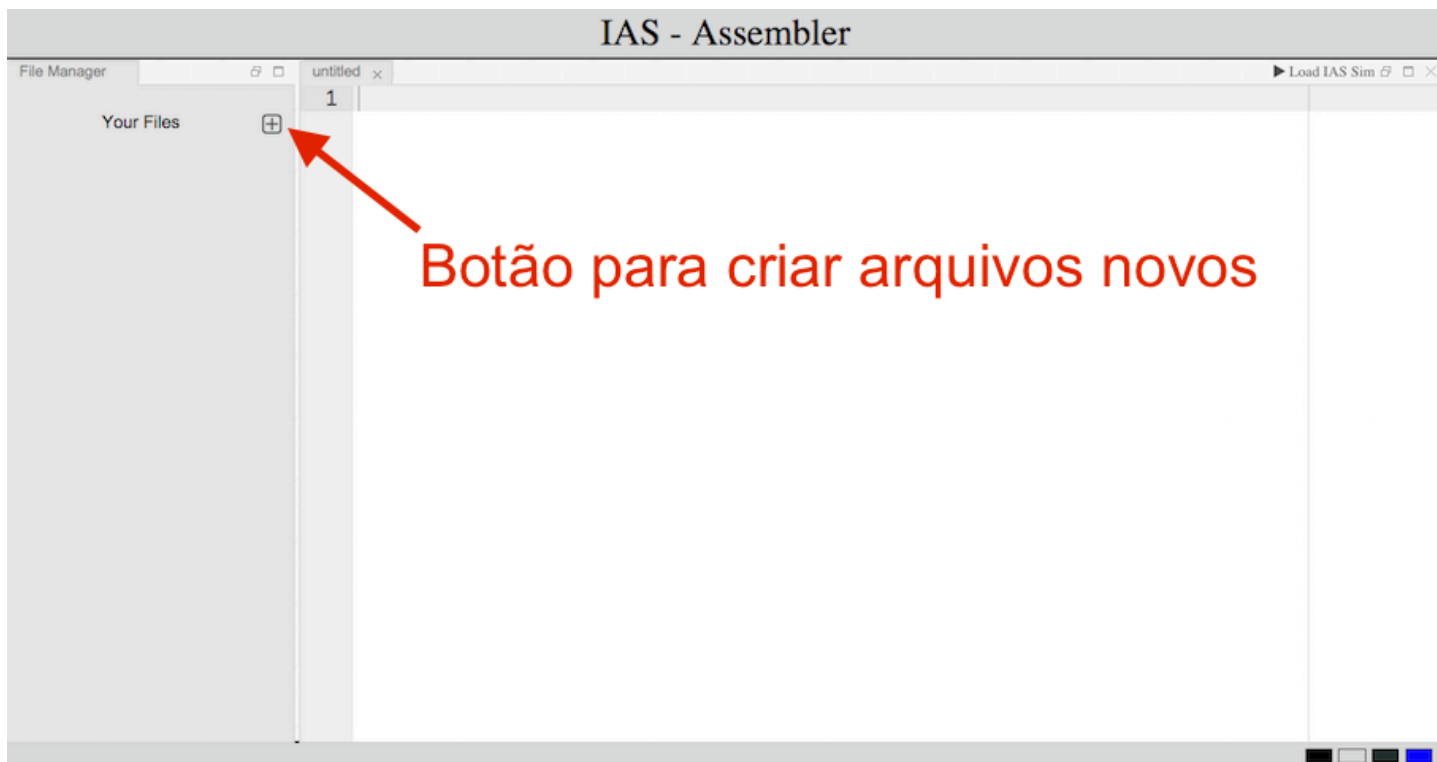 IAS - Assembler
File Manager
untitled
Load IAS Sim
1
Your Files
Botão para criar arquivos novos